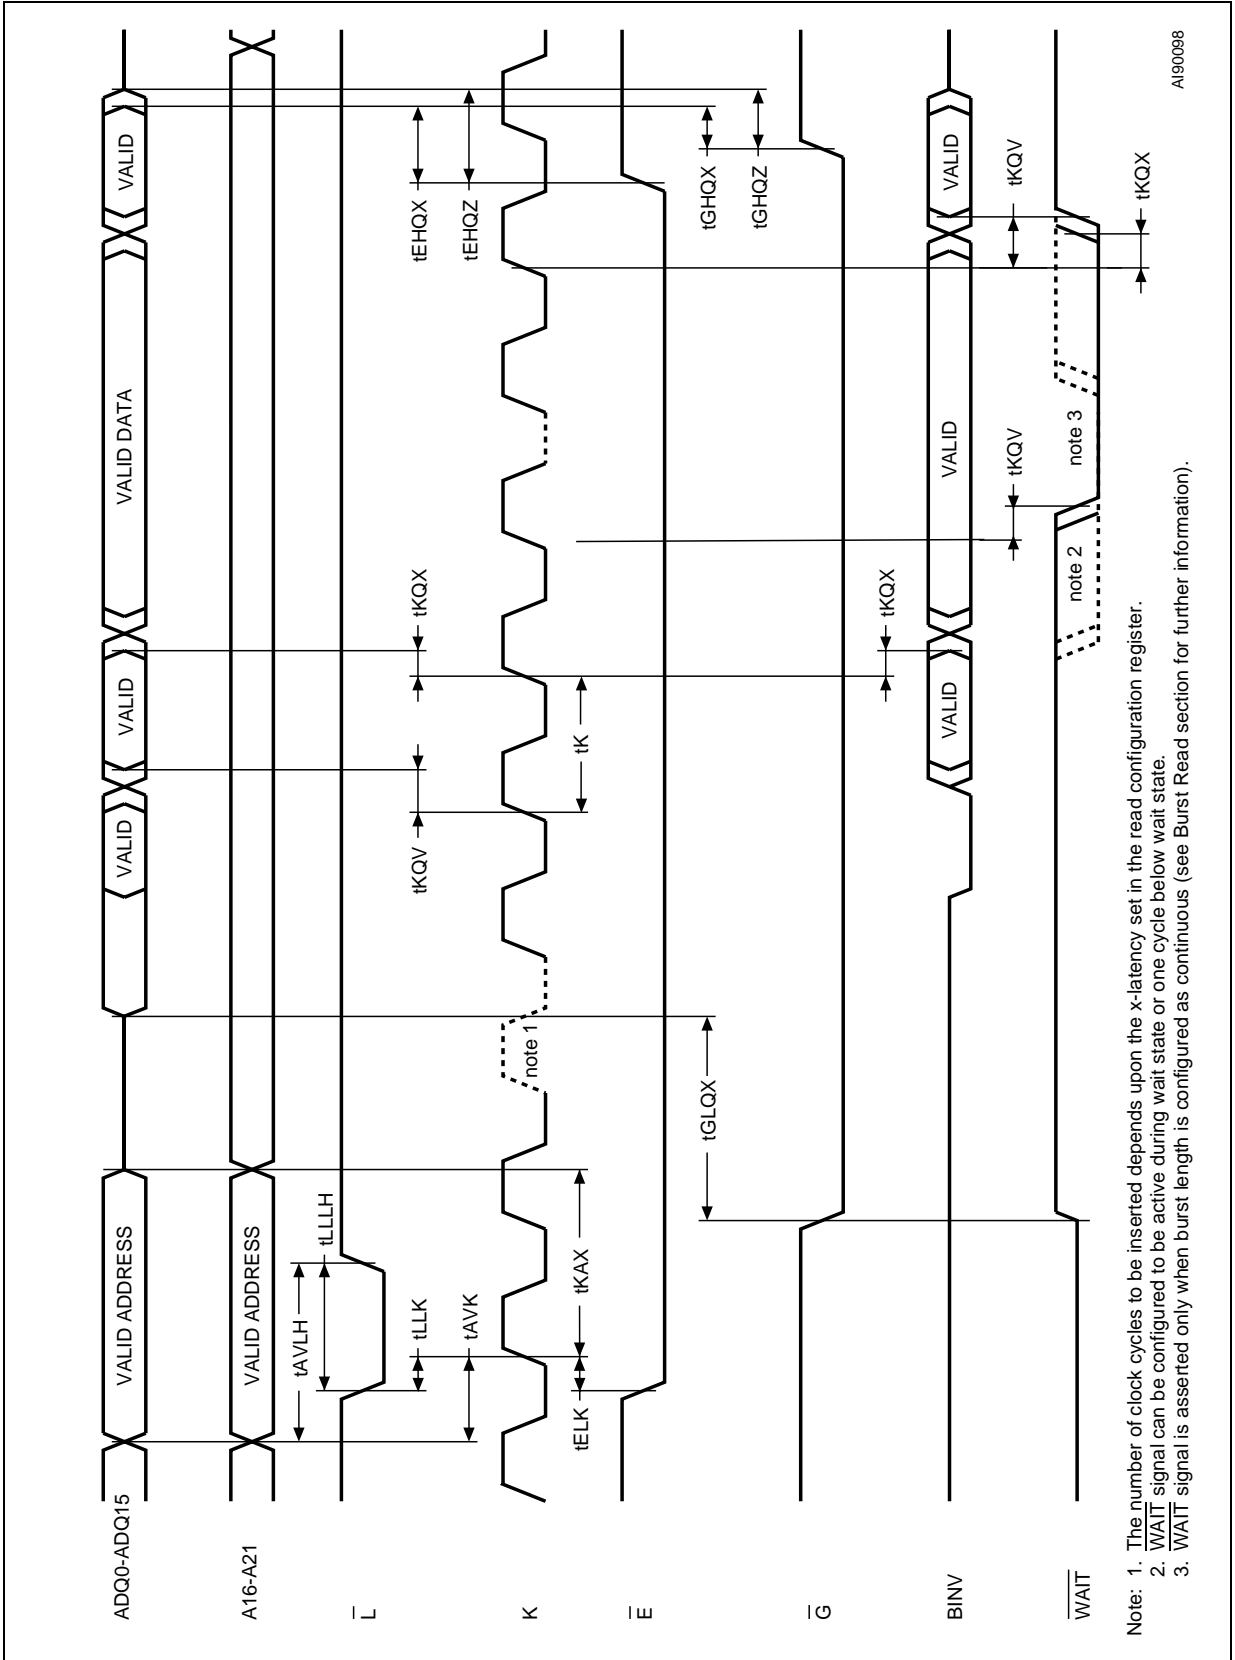 ADQ0-ADQ15
VALID ADDRESS
VALID
VALID
VALID DATA
VALID
A16-A21
VALID ADDRESS
L
tAVLH
tLLLH
tLLK
tAVK
tKQV
tKQX
tEHQX
tEHQZ
K
note 1
tELK
tKAX
tK
E
tGLQX
tGHQX
tGHQZ
G
tKQX
BINV
VALID
VALID
VALID
tKQV
tKQV
WAIT
note 2
note 3
tKQX
Note: 1. The number of clock cycles to be inserted depends upon the x-latency set in the read configuration register.
2. WAIT signal can be configured to be active during wait state or one cycle below wait state.
3. WAIT signal is asserted only when burst length is configured as continuous (see Burst Read section for further information).
AI90098